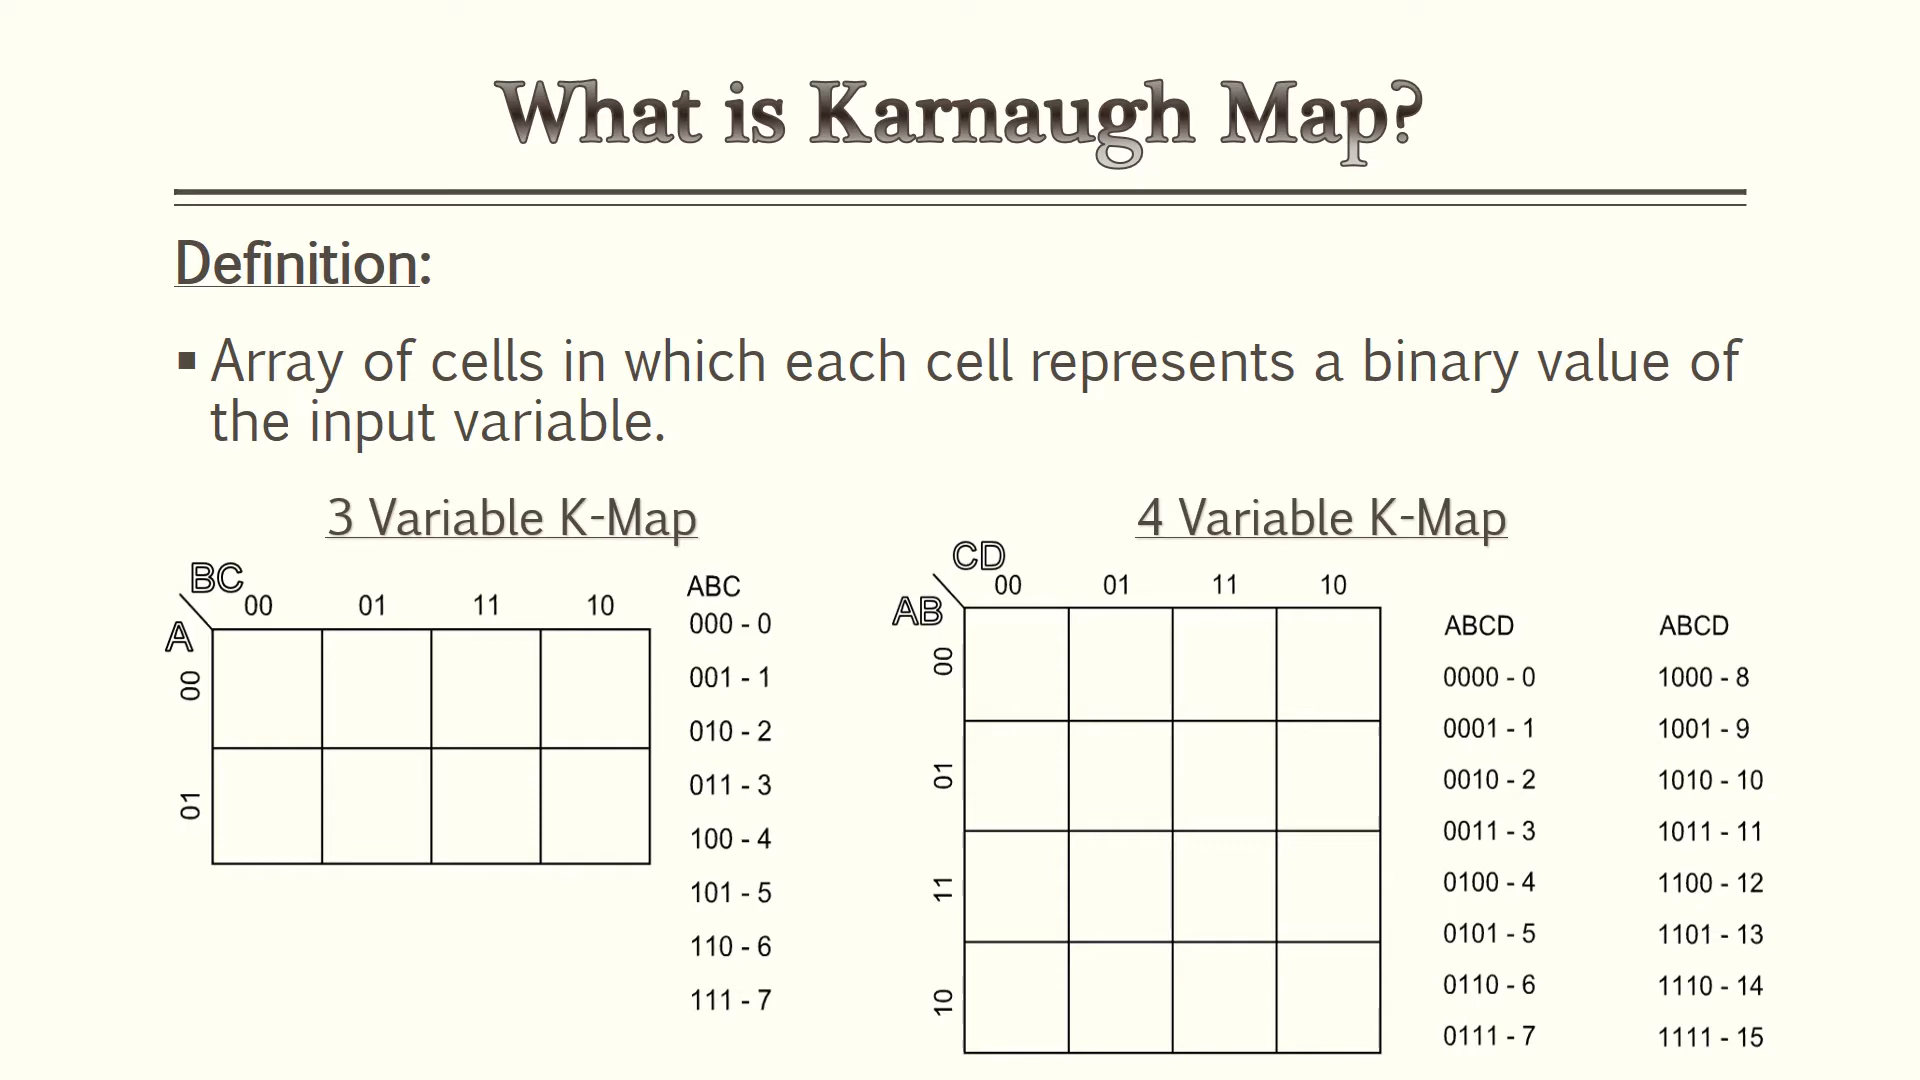 What is Karnaugh Map?
Definition:
▪ Array of cells in which each cell represents a binary value of
the input variable.
3 Variable K-Map
BC
00 01 11 10
A
00
01
ABC
000 - 0
001 - 1
010 - 2
011 - 3
100 - 4
101 - 5
110 - 6
111 - 7
4 Variable K-Map
CD
00 01 11 10
AB
00
01
11
10
ABCD
0000 - 0
0001 - 1
0010 - 2
0011 - 3
0100 - 4
0101 - 5
0110 - 6
0111 - 7
ABCD
1000 - 8
1001 - 9
1010 - 10
1011 - 11
1100 - 12
1101 - 13
1110 - 14
1111 - 15